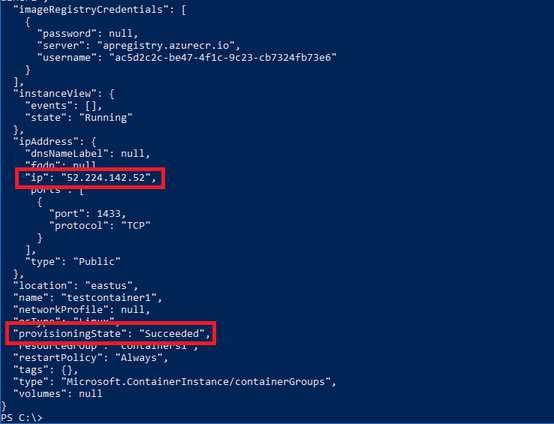 "imageRegistryCredentials": [
{
"password": null,
"server": "apregistry.azurecr.io",
"username": "ac5d2c2c-be47-4f1c-9c23-cb7324fb73e6"
}
],
"instanceView": {
"events": [],
"state": "Running"
},
"ipAddress": {
"dnsNameLabel": null,
"fqdn": null,
"ip": "52.224.142.52",
"ports": [
{
"port": 1433,
"protocol": "TCP"
}
],
"type": "Public"
},
"location": "eastus",
"name": "testcontainer1",
"networkProfile": null,
"osType": "Linux",
"provisioningState": "Succeeded",
"resourceGroup": "containers1",
"restartPolicy": "Always",
"tags": {},
"type": "Microsoft.ContainerInstance/containerGroups",
"volumes": null
}
PS C:\>